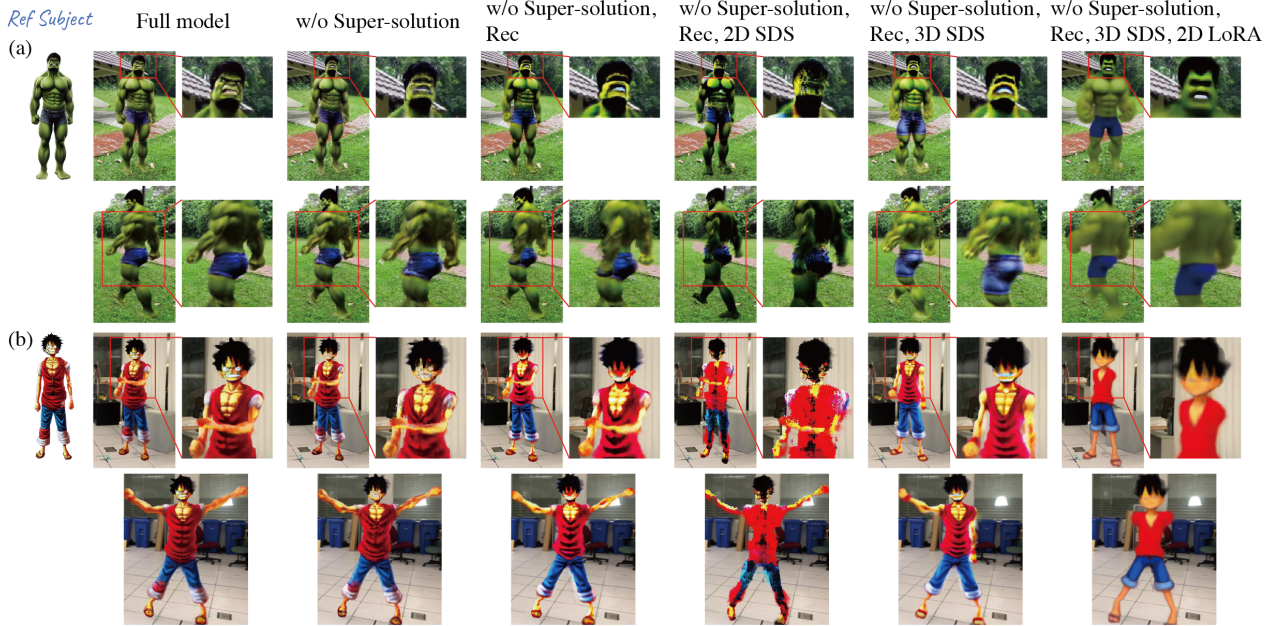 Ref Subject
Full model
w/o Super-solution
w/o Super-solution,
Rec
w/o Super-solution,
Rec, 2D SDS
w/o Super-solution,
Rec, 3D SDS
w/o Super-solution,
Rec, 3D SDS, 2D LoRA
(a)
(b)